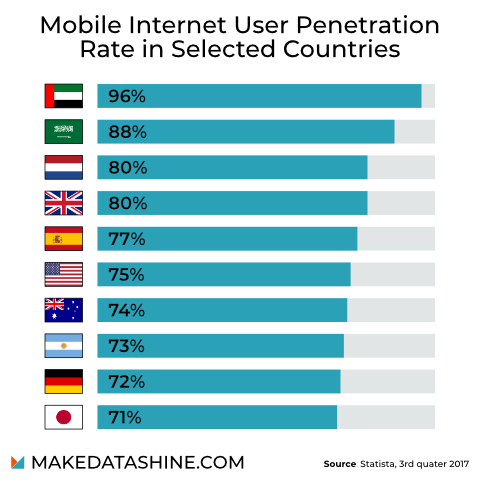 Mobile Internet User Penetration
Rate in Selected Countries
96%
88%
80%
80%
77%
75%
74%
73%
72%
71%
MAKEDATASHINE.COM
Source Statista, 3rd quater 2017